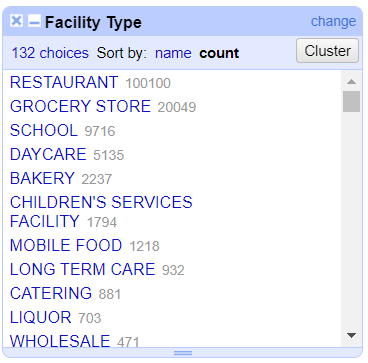 Facility Type change
132 choices Sort by: name count Cluster
RESTAURANT 100100
GROCERY STORE 20049
SCHOOL 9716
DAYCARE 5135
BAKERY 2237
CHILDREN'S SERVICES
FACILITY 1794
MOBILE FOOD 1218
LONG TERM CARE 932
CATERING 881
LIQUOR 703
WHOLESALE 471